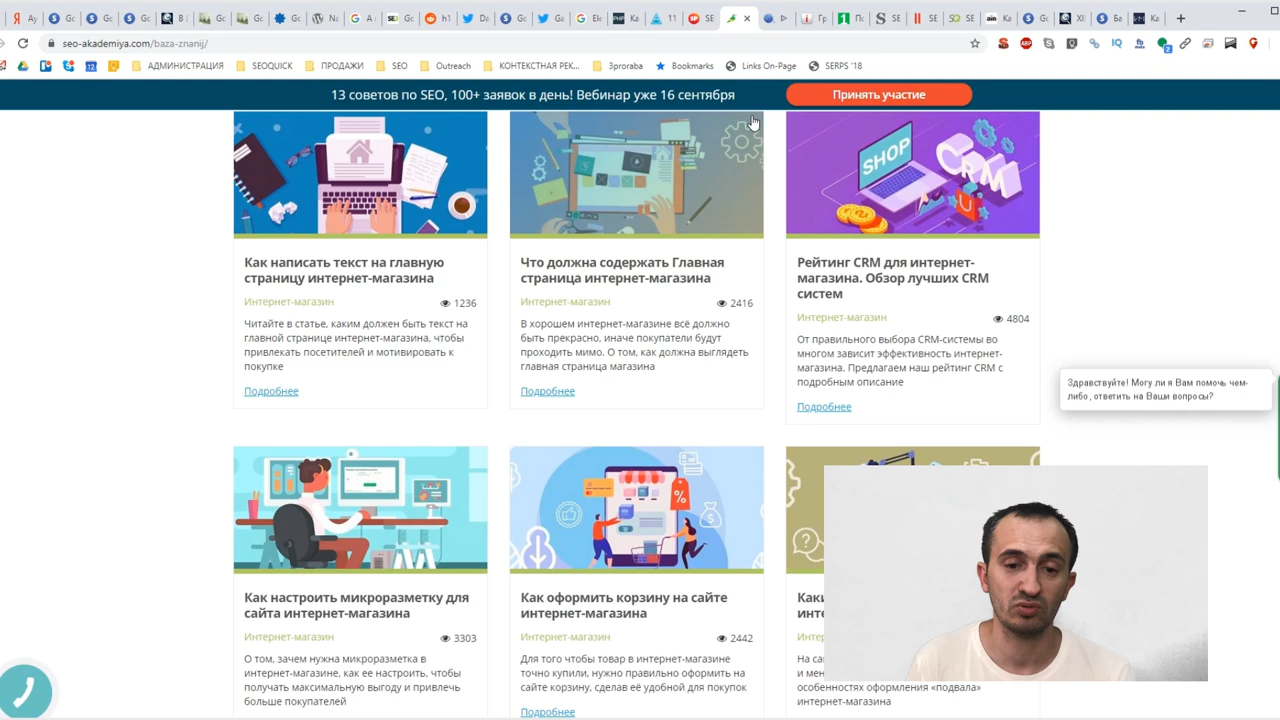 seo-akademiya.com/baza-znanij/
АДМИНИСТРАЦИЯ
SEOQUICK
ПРОДАЖИ
SEO
Outreach
КОНТЕКСТНАЯ РЕК...
Зргoraba
Bookmarks
Links On-Page
SERPS '18
13 советов по SEO, 100+ заявок в день! Вебинар уже 16 сентября
Принять участие
SHOP
CRM
Как написать текст на главную
страницу интернет-магазина
Интернет-магазин
1236
Читайте в статье, каким должен быть текст на
главной странице интернет-магазина, чтобы
привлекать посетителей и мотивировать к
покупке
Подробнее
Что должна содержать Главная
страница интернет-магазина
Интернет-магазин
2416
В хорошем интернет-магазине всё должно
быть прекрасно, иначе покупатели будут
проходить мимо. О том, как должна выглядеть
главная страница магазина
Подробнее
Рейтинг CRM для интернет-
магазина. Обзор лучших CRM
систем
Интернет-магазин
4804
От правильного выбора CRM-системы во
многом зависит эффективность интернет-
магазина. Предлагаем наш рейтинг CRM с
подробным описание
Подробнее
Здравствуйте! Могу ли я Вам помочь чем-
либо, ответить на Ваши вопросы?
Как настроить микроразметку для
сайта интернет-магазина
Интернет-магазин
3303
О том, зачем нужна микроразметка в
интернет-магазине, как ее настроить, чтобы
получать максимальную выгоду и привлечь
больше покупателей
Как оформить корзину на сайте
интернет-магазина
Интернет-магазин
2442
Для того чтобы товар в интернет-магазине
точно купили, нужно правильно оформить на
сайте корзину, сделав её удобной для покупок
Подробнее
особенностях оформления «подвала»
интернет-магазина